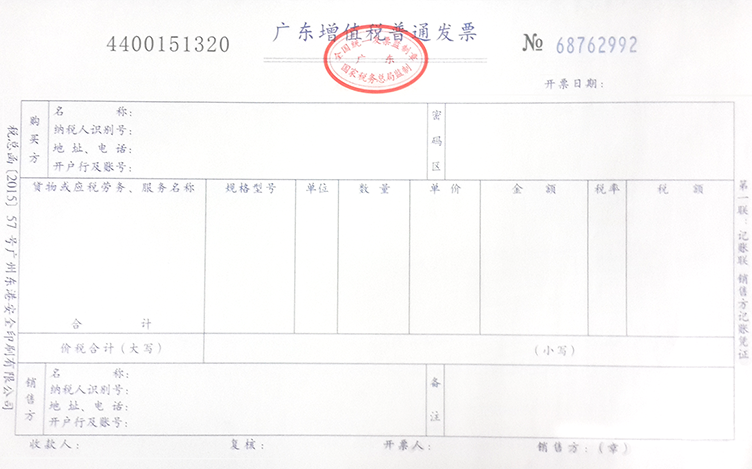 4400151320
广东增值税普通发票
№ 68762992
全国统一发票监制章
广东
国家税务总局监制
开票日期：
购买方
名 称：
纳税人识别号：
地 址、电 话：
开户行及账号：
密码区
货物或应税劳务、服务名称 规格型号 单位 数 量 单 价 金 额 税率 税 额
合 计
价税合计（大写） （小写）
销售方
名 称：
纳税人识别号：
地 址、电 话：
开户行及账号：
备注
收款人： 复核： 开票人： 销售方：（章）
税总函〔2015〕57号广州东港安全印刷有限公司
第一联：记账联 销售方记账凭证